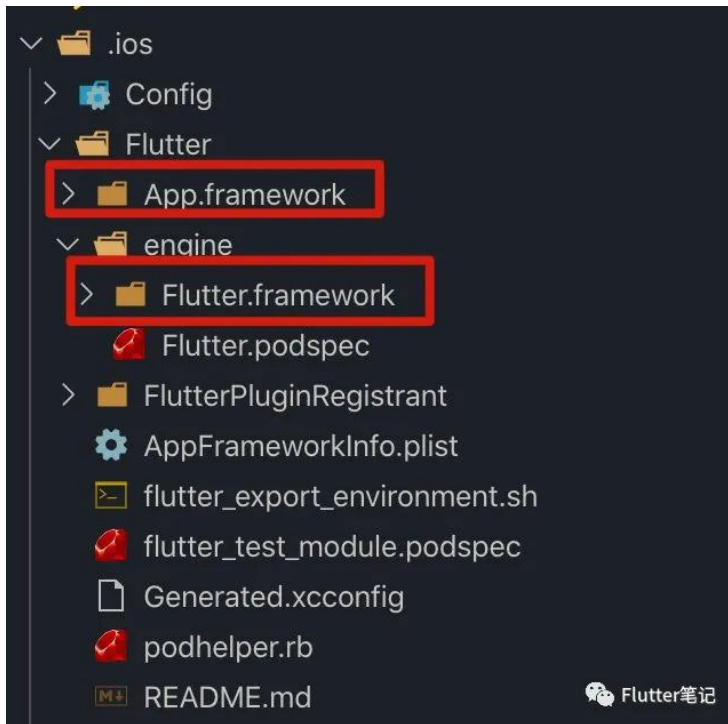 .ios
Config
Flutter
App.framework
engine
Flutter.framework
Flutter.podspec
FlutterPluginRegistrant
AppFrameworkInfo.plist
flutter_export_environment.sh
flutter_test_module.podspec
Generated.xcconfig
podhelper.rb
README.md
Flutter笔记